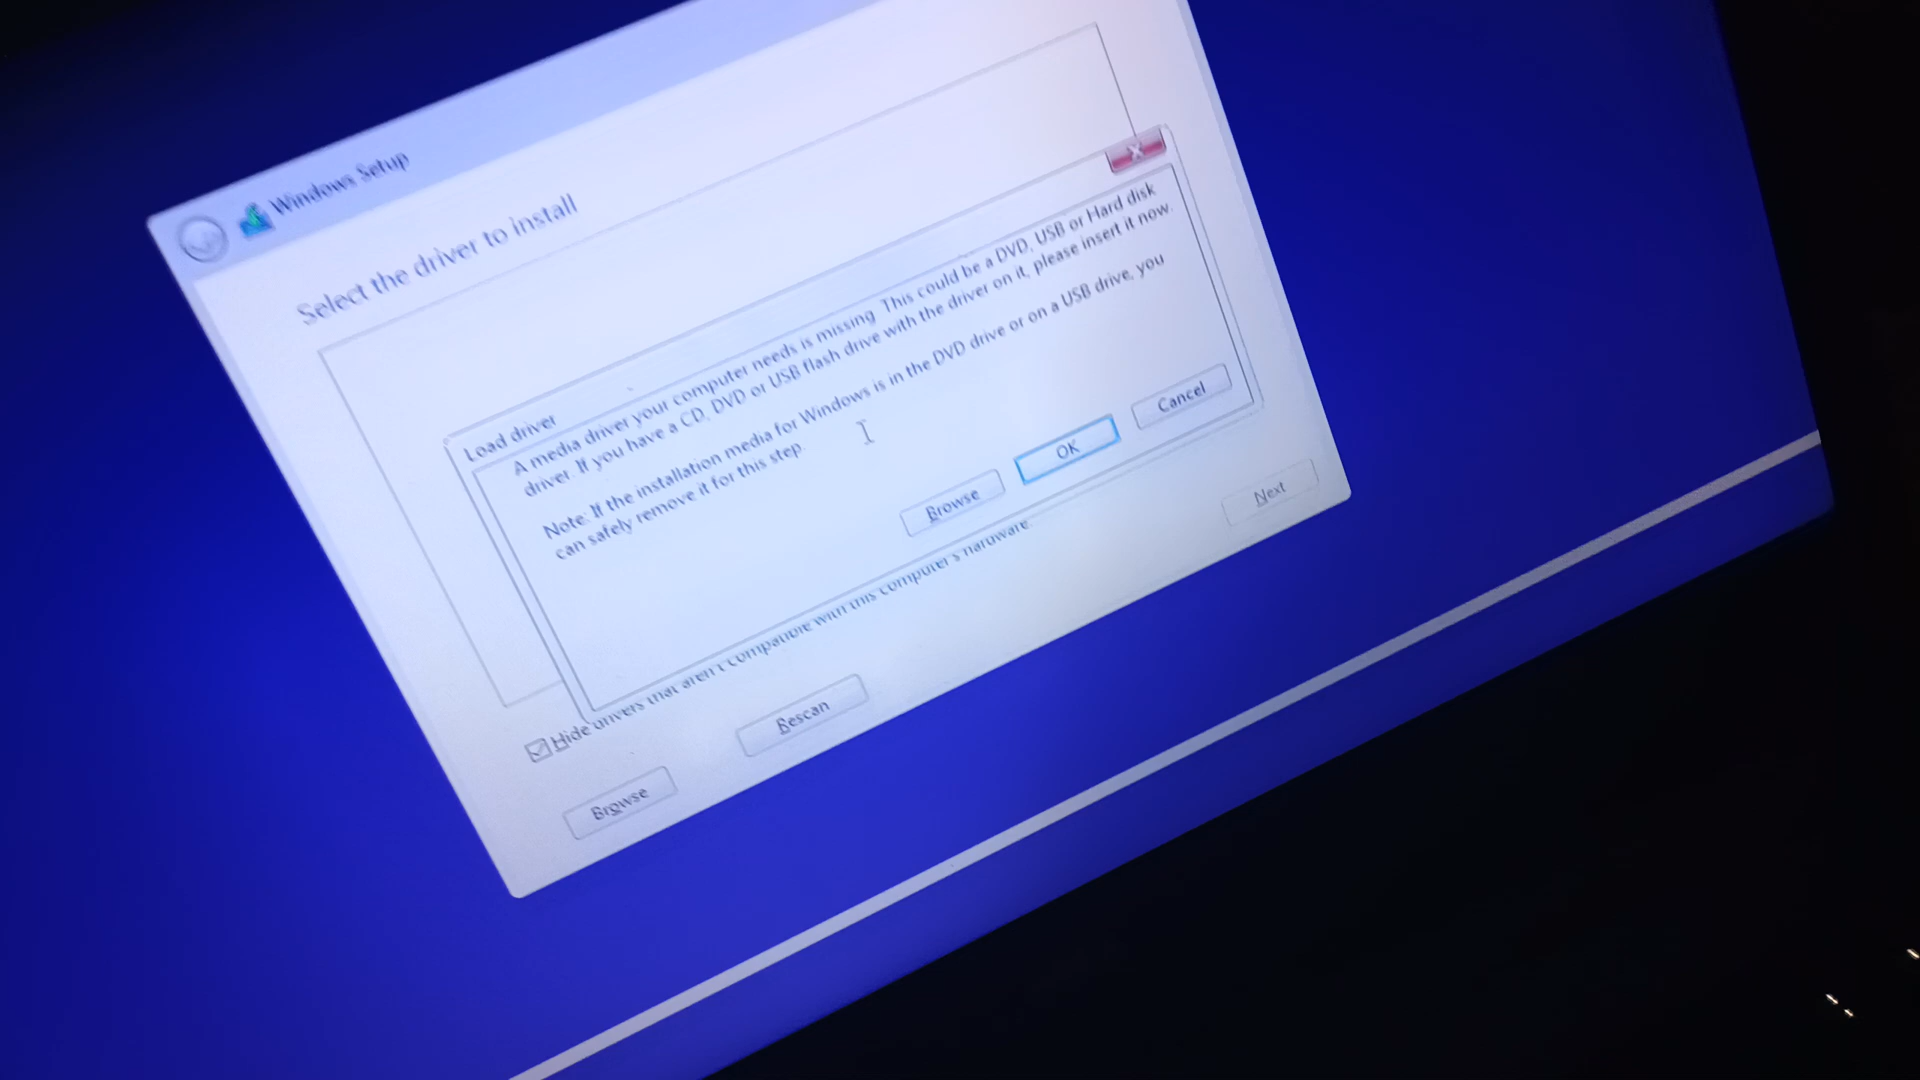 Windows Setup
Select the driver to install
Load driver
A media driver your computer needs is missing. This could be a DVD, USB or Hard disk
driver. If you have a CD, DVD or USB flash drive with the driver on it, please insert it now.
Note: If the installation media for Windows is in the DVD drive or on a USB drive, you
can safely remove it for this step.
Browse
OK
Cancel
Hide drivers that aren't compatible with this computer's hardware.
Browse
Rescan
Next